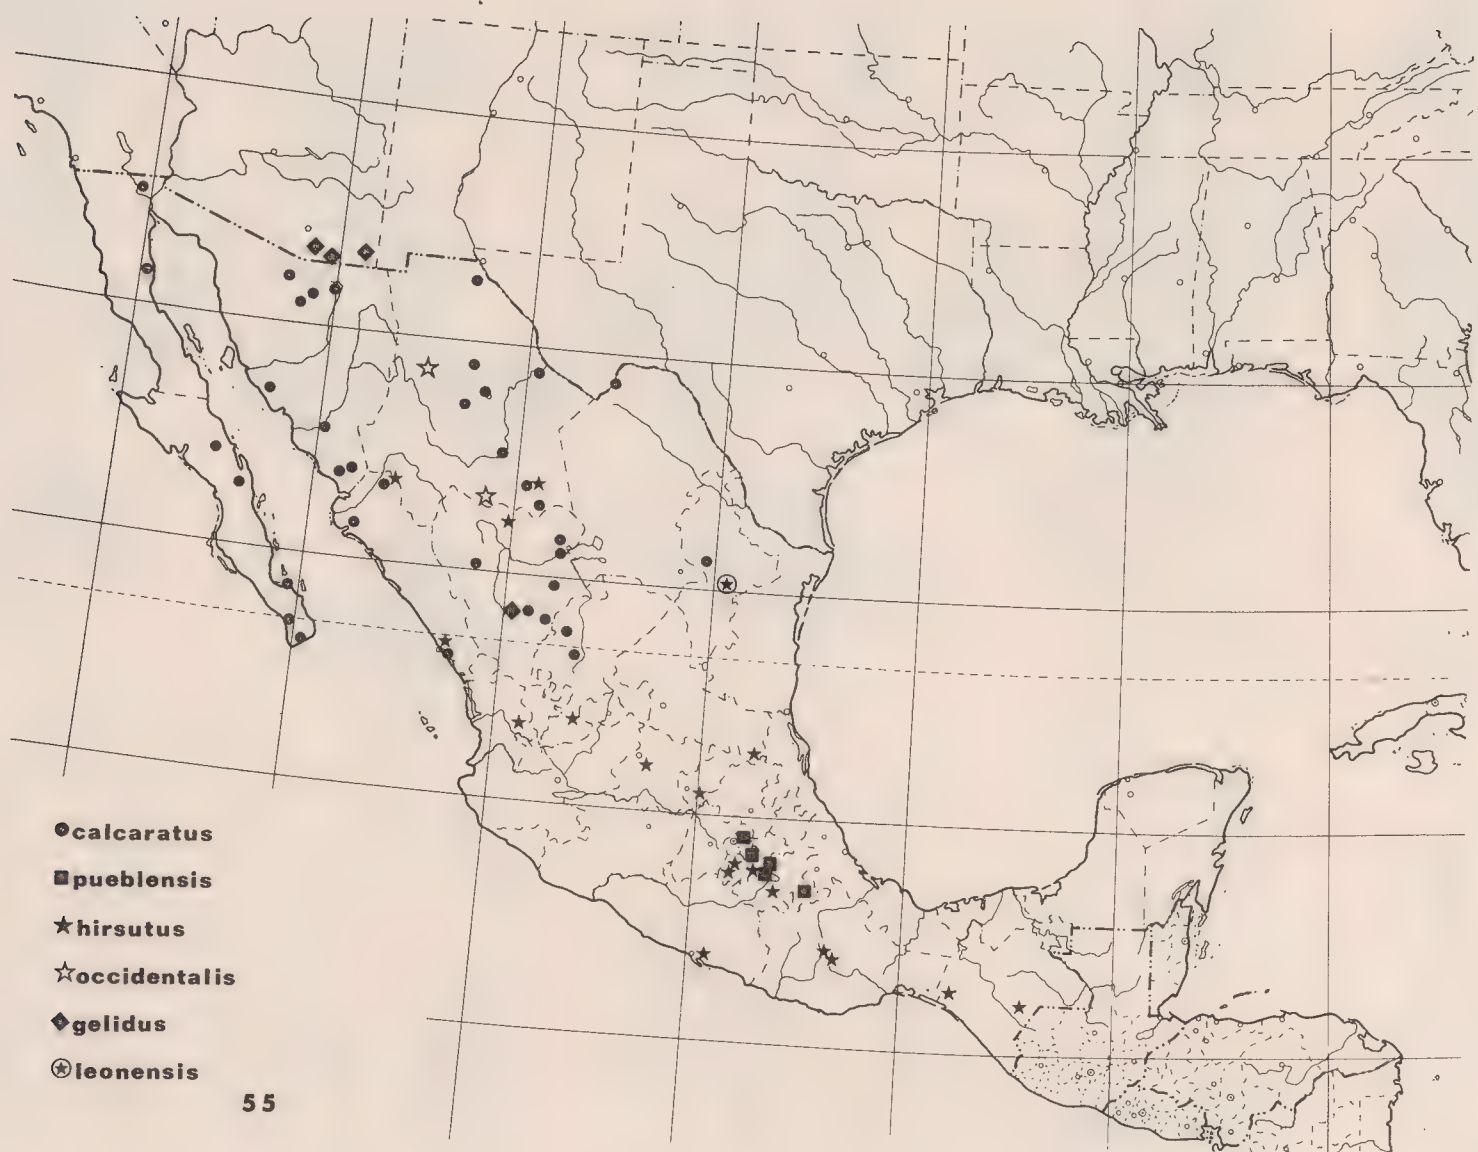 calcaratus
pueblensis
hirsutus
occidentalis
gelidus
leonensis
55